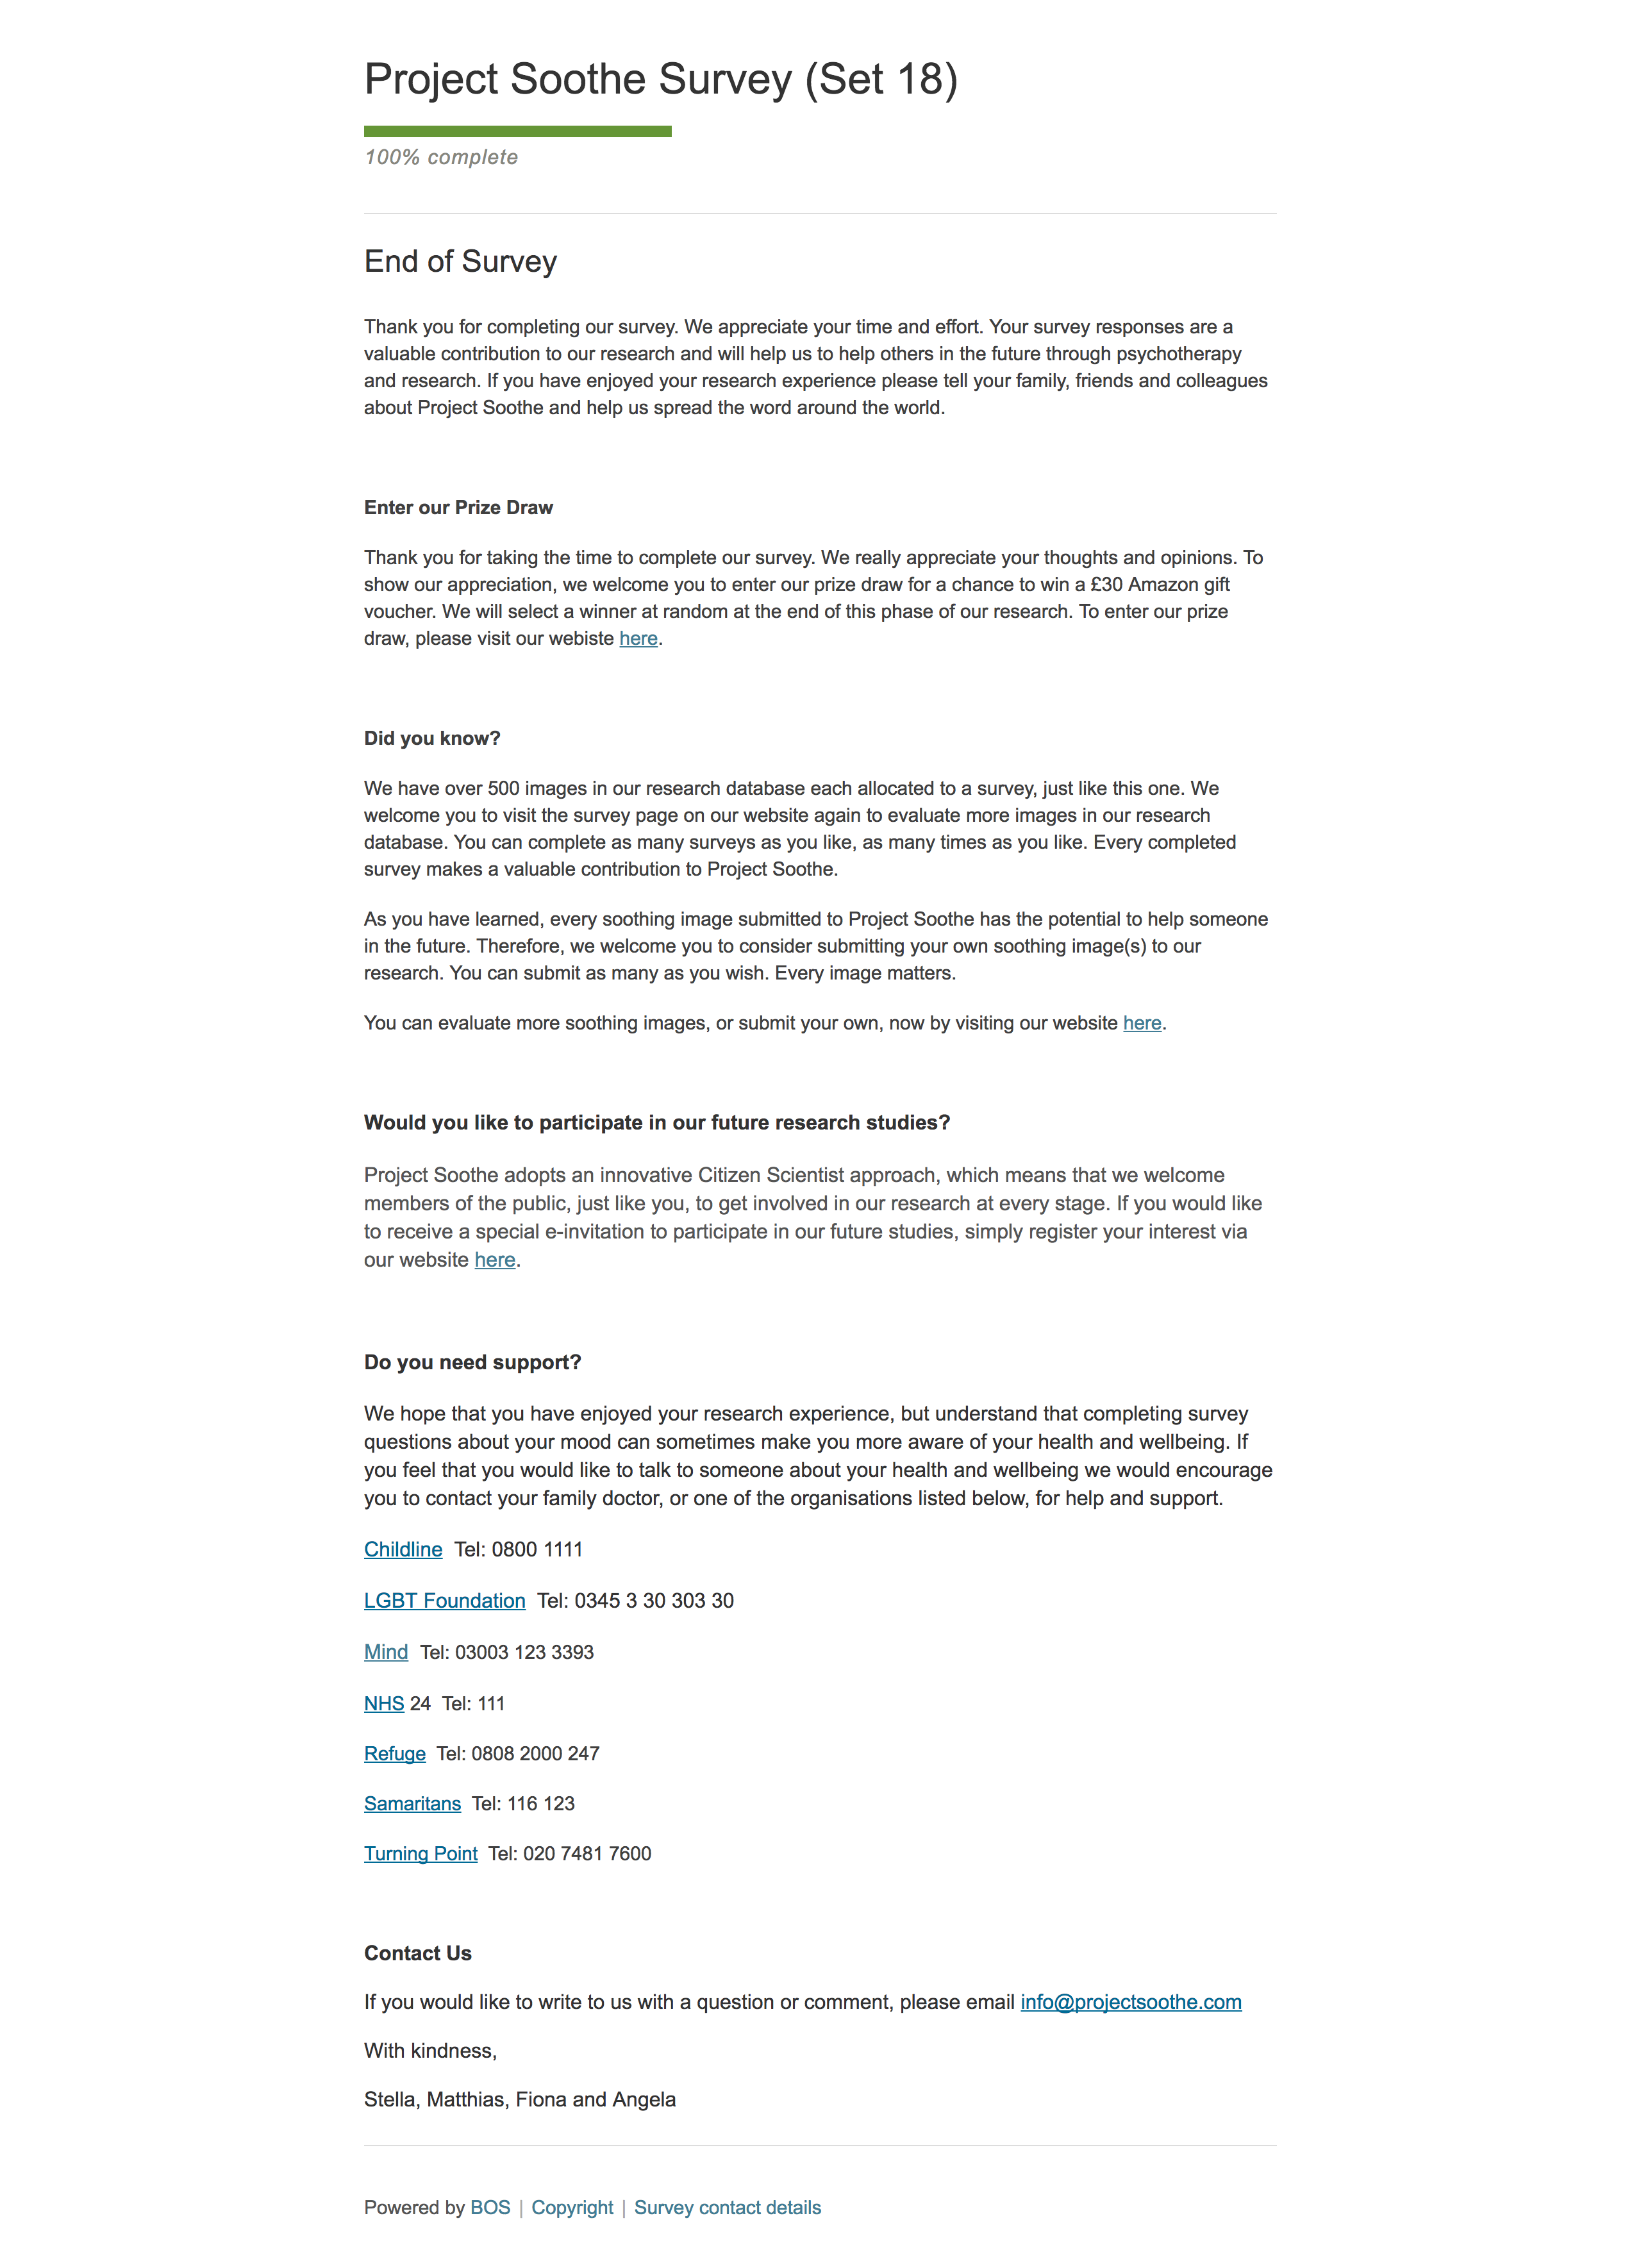 Project Soothe Survey (Set 18)
100% complete
End of Survey
Thank you for completing our survey. We appreciate your time and effort. Your survey responses are a
valuable contribution to our research and will help us to help others in the future through psychotherapy
and research. If you have enjoyed your research experience please tell your family, friends and colleagues
about Project Soothe and help us spread the word around the world.
Enter our Prize Draw
Thank you for taking the time to complete our survey. We really appreciate your thoughts and opinions. To
show our appreciation, we welcome you to enter our prize draw for a chance to win a £30 Amazon gift
voucher. We will select a winner at random at the end of this phase of our research. To enter our prize
draw, please visit our webiste here.
Did you know?
We have over 500 images in our research database each allocated to a survey, just like this one. We
welcome you to visit the survey page on our website again to evaluate more images in our research
database. You can complete as many surveys as you like, as many times as you like. Every completed
survey makes a valuable contribution to Project Soothe.
As you have learned, every soothing image submitted to Project Soothe has the potential to help someone
in the future. Therefore, we welcome you to consider submitting your own soothing image(s) to our
research. You can submit as many as you wish. Every image matters.
You can evaluate more soothing images, or submit your own, now by visiting our website here.
Would you like to participate in our future research studies?
Project Soothe adopts an innovative Citizen Scientist approach, which means that we welcome
members of the public, just like you, to get involved in our research at every stage. If you would like
to receive a special e-invitation to participate in our future studies, simply register your interest via
our website here.
Do you need support?
We hope that you have enjoyed your research experience, but understand that completing survey
questions about your mood can sometimes make you more aware of your health and wellbeing. If
you feel that you would like to talk to someone about your health and wellbeing we would encourage
you to contact your family doctor, or one of the organisations listed below, for help and support.
Childline Tel: 0800 1111
LGBT Foundation Tel: 0345 3 30 303 30
Mind Tel: 03003 123 3393
NHS 24 Tel: 111
Refuge Tel: 0808 2000 247
Samaritans Tel: 116 123
Turning Point Tel: 020 7481 7600
Contact Us
If you would like to write to us with a question or comment, please email info@projectsoothe.com
With kindness,
Stella, Matthias, Fiona and Angela
Powered by BOS | Copyright | Survey contact details